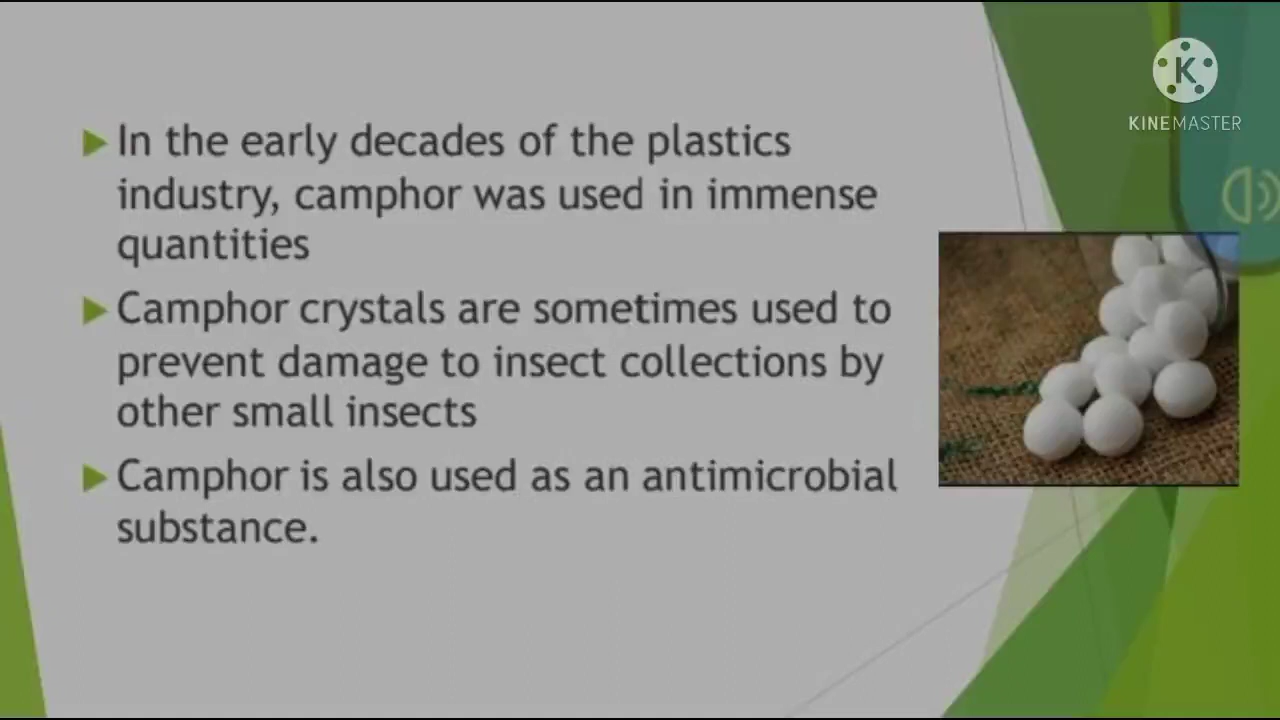 In the early decades of the plastics
industry, camphor was used in immense
quantities
Camphor crystals are sometimes used to
prevent damage to insect collections by
other small insects
Camphor is also used as an antimicrobial
substance.
K
KINEMASTER